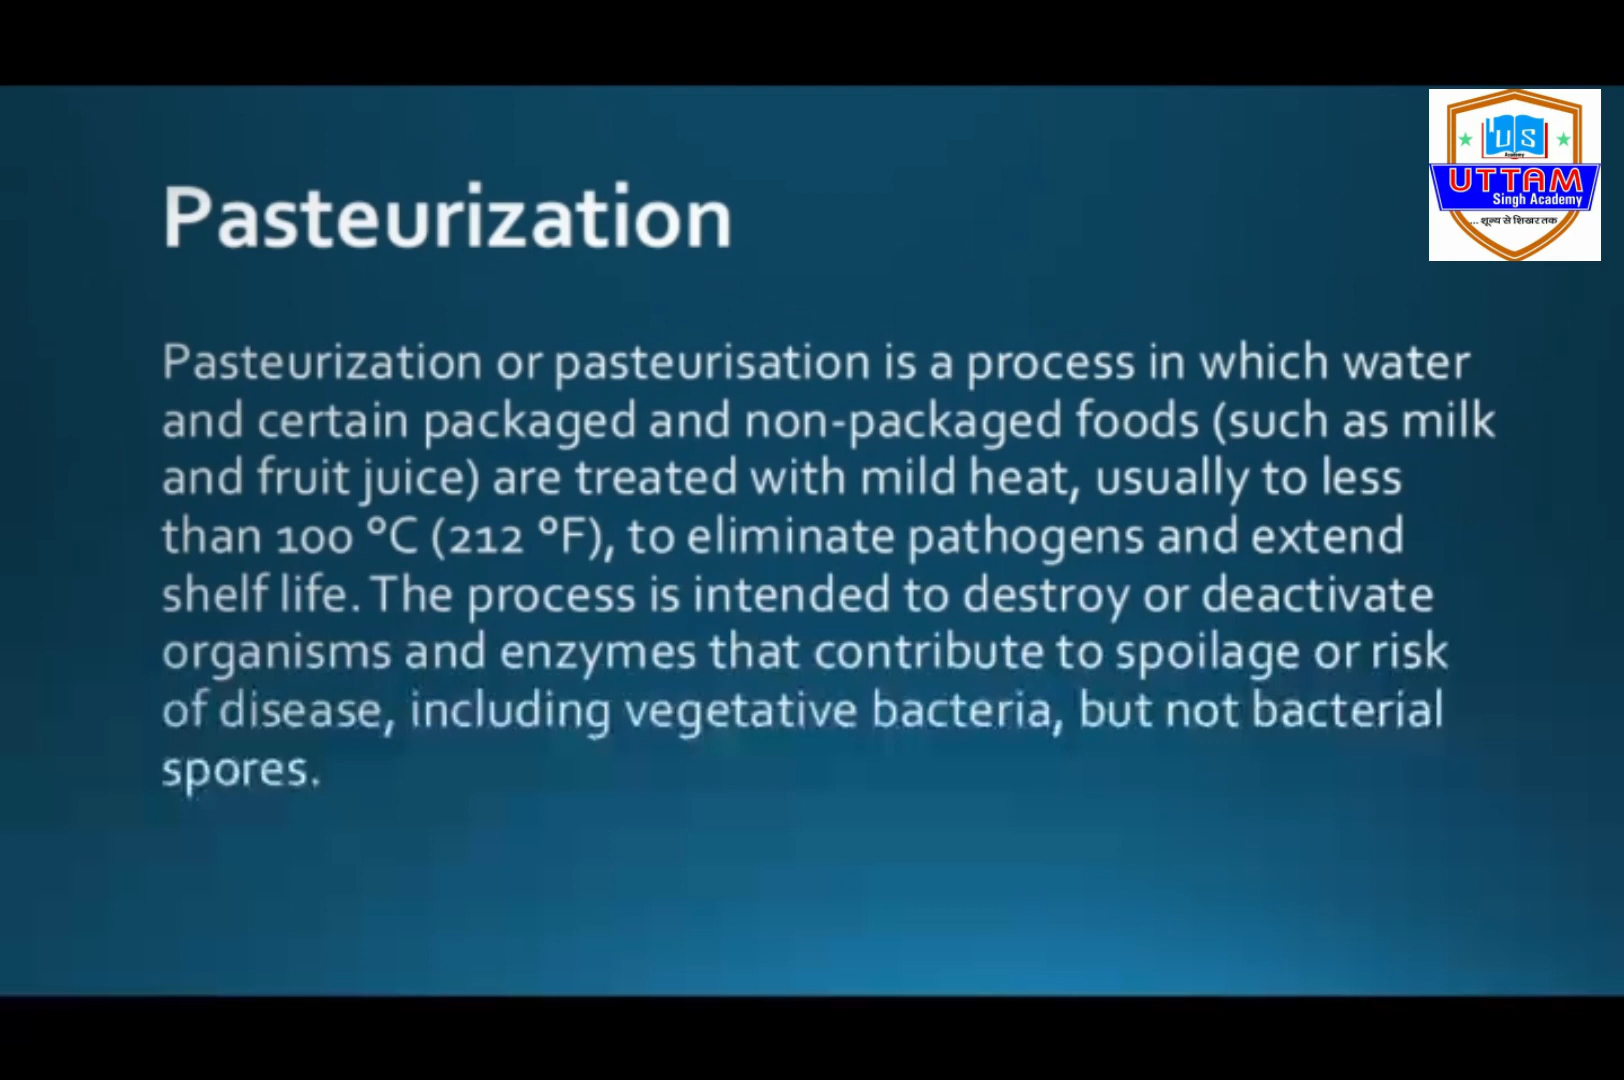 Pasteurization
Pasteurization or pasteurisation is a process in which water
and certain packaged and non-packaged foods (such as milk
and fruit juice) are treated with mild heat, usually to less
than 100 °C (212 °F), to eliminate pathogens and extend
shelf life. The process is intended to destroy or deactivate
organisms and enzymes that contribute to spoilage or risk
of disease, including vegetative bacteria, but not bacterial
spores.
US
Academy
UTTAM
Singh Academy
... शून्य से शिखर तक